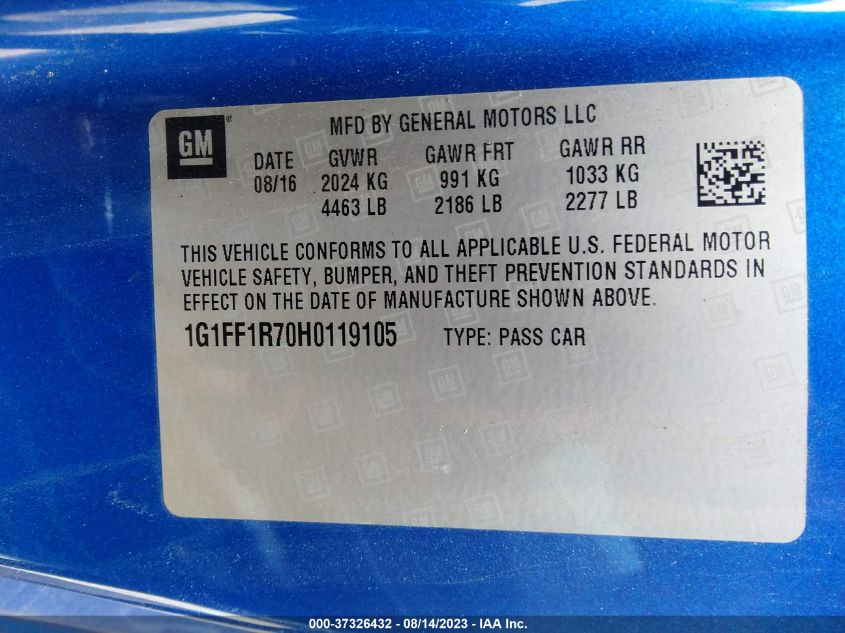 GM
MFD BY GENERAL MOTORS LLC
DATE GVWR GAWR FRT GAWR RR
08/16 2024 KG 991 KG 1033 KG
4463 LB 2186 LB 2277 LB
THIS VEHICLE CONFORMS TO ALL APPLICABLE U.S. FEDERAL MOTOR
VEHICLE SAFETY, BUMPER, AND THEFT PREVENTION STANDARDS IN
EFFECT ON THE DATE OF MANUFACTURE SHOWN ABOVE.
1G1FF1R70H0119105 TYPE: PASS CAR
000-37326432 - 08/14/2023 - IAA Inc.